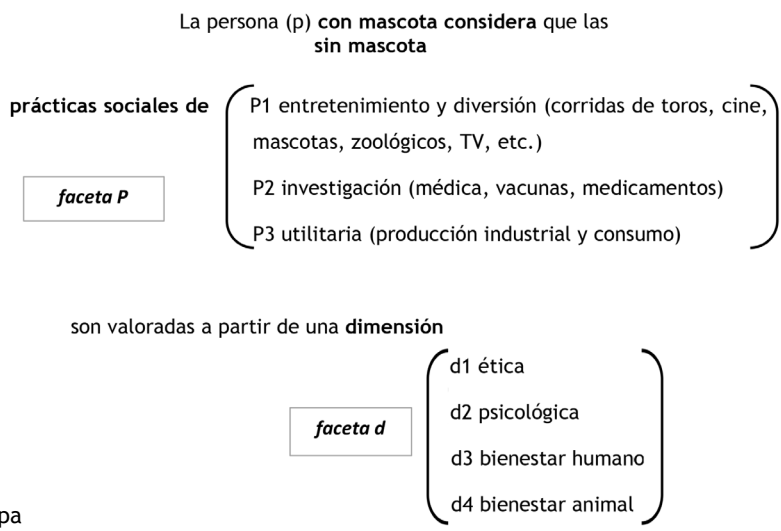 La persona (p) con mascota considera que las
sin mascota
prácticas sociales de
P1 entretenimiento y diversión (corridas de toros, cine,
mascotas, zoológicos, TV, etc.)
faceta P
P2 investigación (médica, vacunas, medicamentos)
P3 utilitaria (producción industrial y consumo)
son valoradas a partir de una dimensión
d1 ética
faceta d
d2 psicológica
d3 bienestar humano
d4 bienestar animal
pa